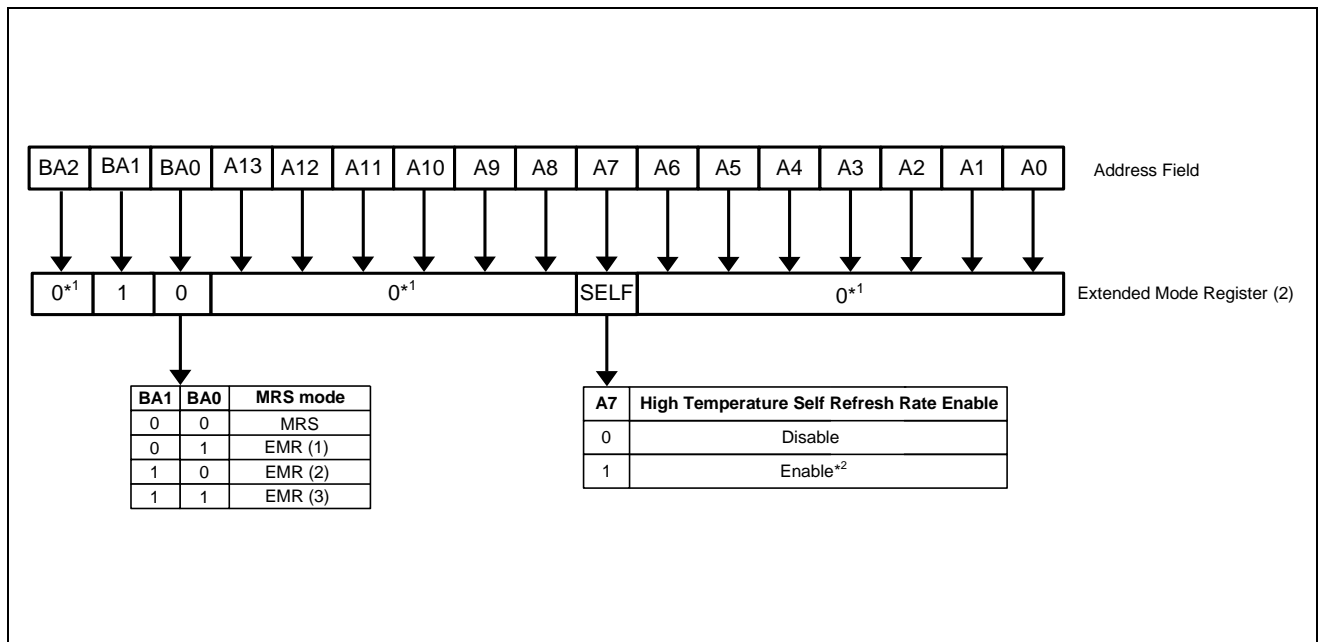 BA2 BA1 BA0 A13 A12 A11 A10 A9 A8 A7 A6 A5 A4 A3 A2 A1 A0 Address Field
0*1 1 0 0*1 SELF 0*1 Extended Mode Register (2)
BA1 BA0 MRS mode
0 0 MRS
0 1 EMR (1)
1 0 EMR (2)
1 1 EMR (3)
A7 High Temperature Self Refresh Rate Enable
0 Disable
1 Enable*2